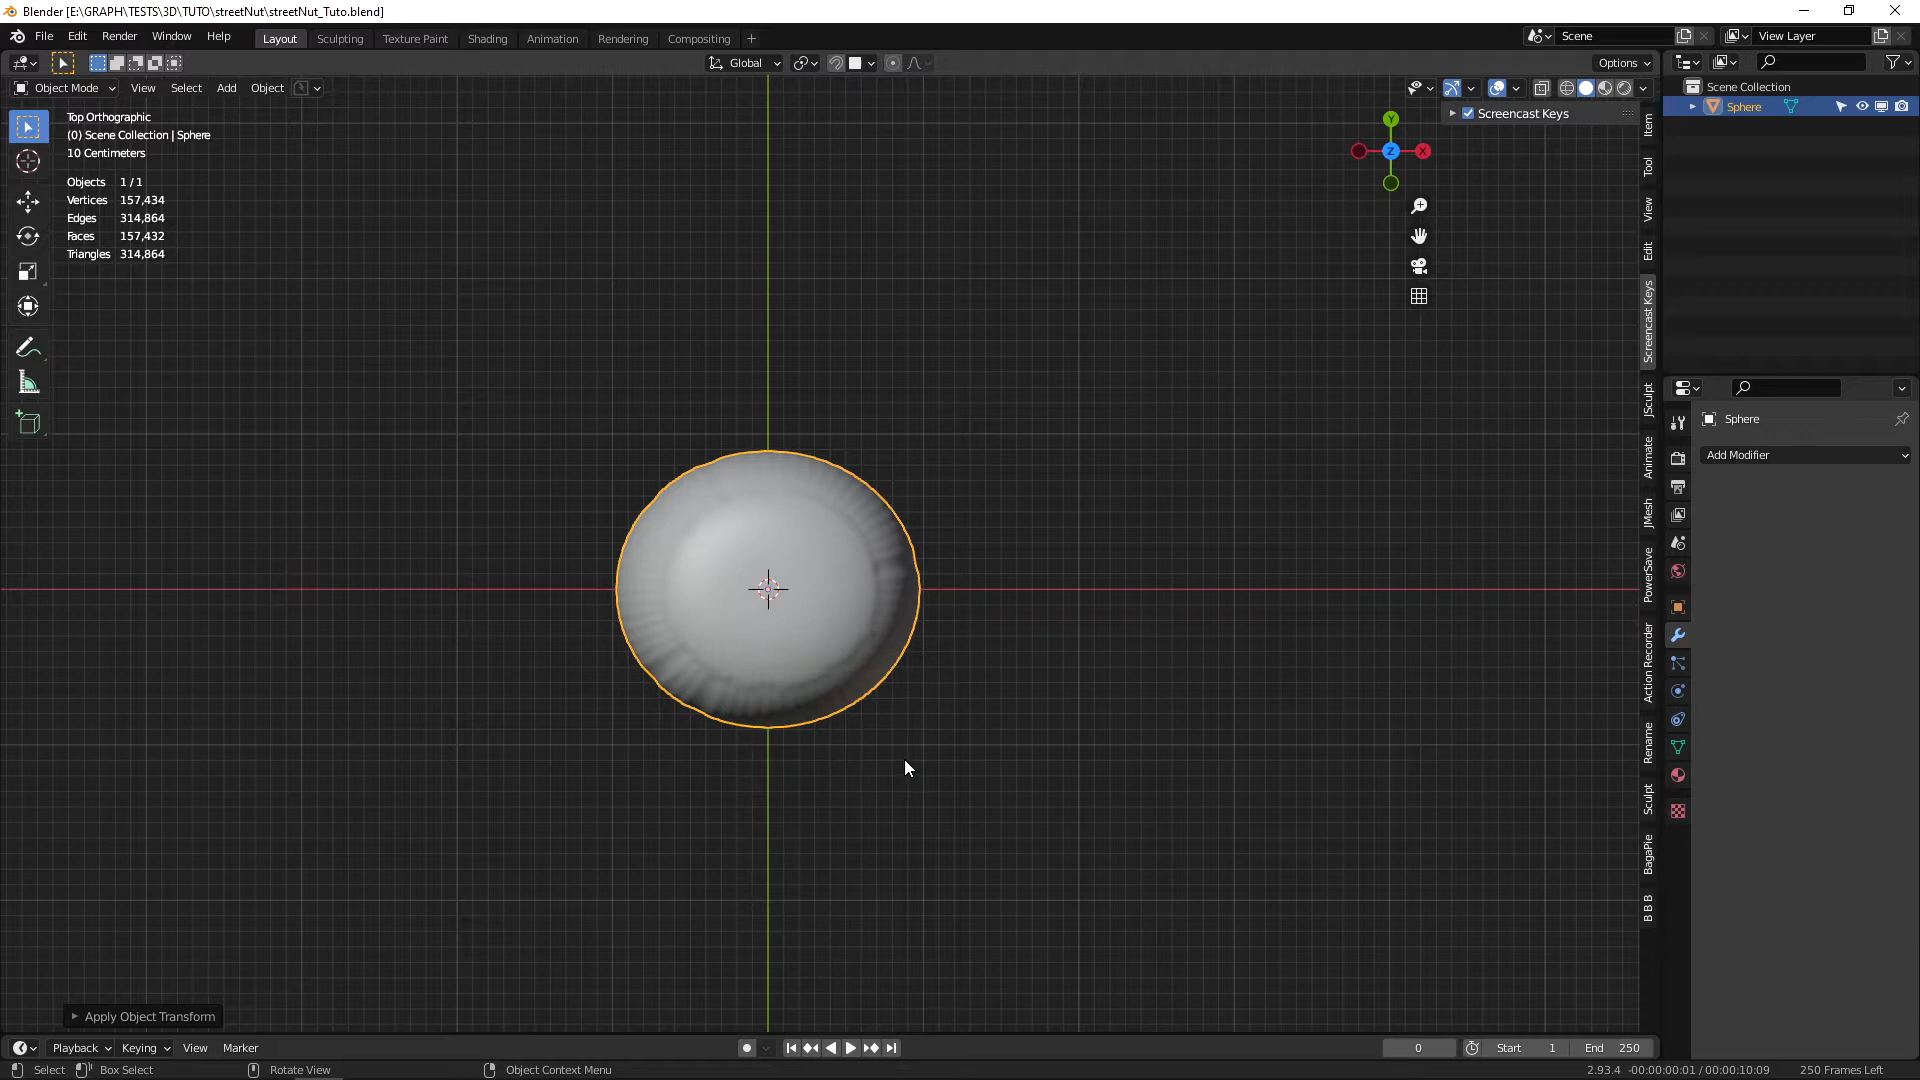 Blender [E:\GRAPH\TESTS\3D\TUTO\streetNut\streetNut_Tuto.blend]
File Edit Render Window Help
Layout Sculpting Texture Paint Shading Animation Rendering Compositing +
Scene
View Layer
Global
Options
Object Mode View Select Add Object
Top Orthographic
(0) Scene Collection | Sphere
10 Centimeters
Objects 1 / 1
Vertices 157,434
Edges 314,864
Faces 157,432
Triangles 314,864
Screencast Keys
Y
Z
X
Item
Tool
View
Edit
Screencast Keys
JSculpt
Animate
JMesh
PowerSave
Action Recorder
Rename
Sculpt
BagaPie
B B B
Scene Collection
Sphere
Sphere
Add Modifier
Apply Object Transform
Playback Keying View Marker
0
Start 1
End 250
Select Box Select Rotate View Object Context Menu
2.93.4 -00:00:00:01 / 00:00:10:09 250 Frames Left